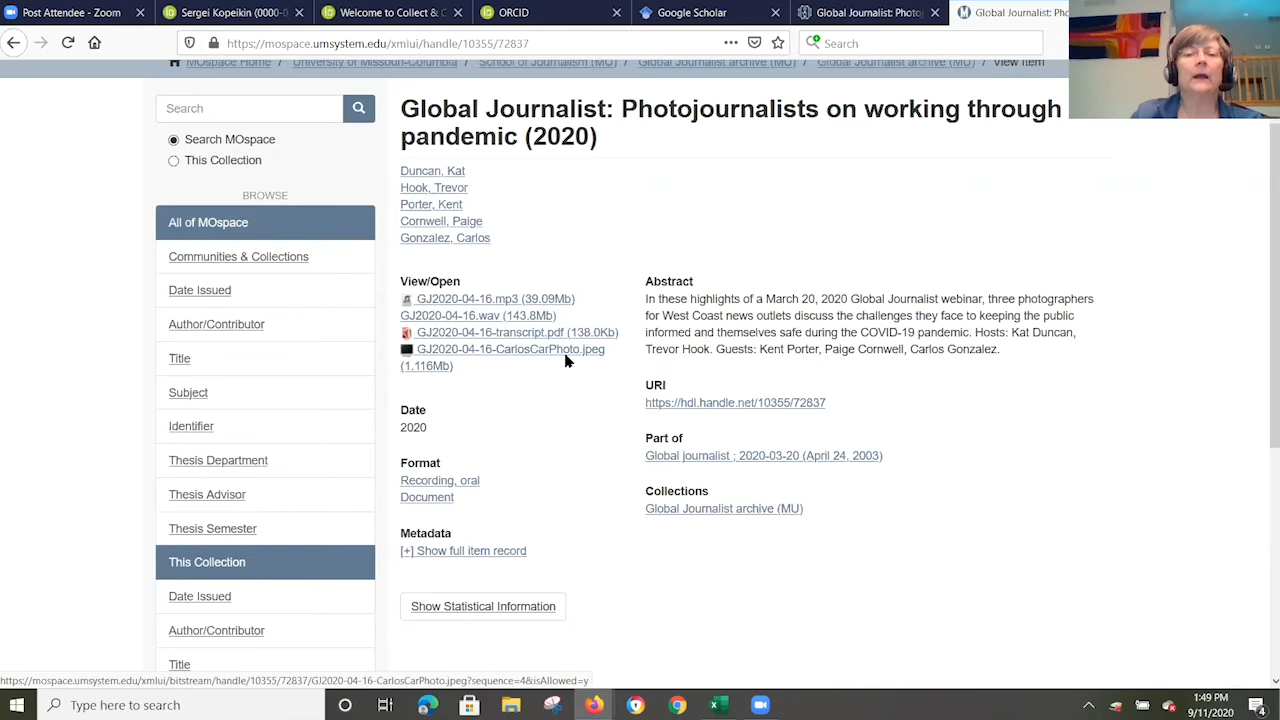 Post Attendee - Zoom
Sergei Kopeikin (0000-0
Welcome to Collect & C
ORCID
Google Scholar
Global Journalist: Photoj
Global Journalist: Pho
https://mospace.umsystem.edu/xmlui/handle/10355/72837
Search
MOspace Home / University of Missouri-Columbia / School of Journalism (MU) / Global Journalist archive (MU) / Global Journalist archive (MU) / View Item
Search
Search MOspace
This Collection
BROWSE
All of MOspace
Communities & Collections
Date Issued
Author/Contributor
Title
Subject
Identifier
Thesis Department
Thesis Advisor
Thesis Semester
This Collection
Date Issued
Author/Contributor
Title
Global Journalist: Photojournalists on working through
pandemic (2020)
Duncan, Kat
Hook, Trevor
Porter, Kent
Cornwell, Paige
Gonzalez, Carlos
View/Open
GJ2020-04-16.mp3 (39.09Mb)
GJ2020-04-16.wav (143.8Mb)
GJ2020-04-16-transcript.pdf (138.0Kb)
GJ2020-04-16-CarlosCarPhoto.jpeg
(1.116Mb)
Date
2020
Format
Recording, oral
Document
Metadata
[+] Show full item record
Show Statistical Information
Abstract
In these highlights of a March 20, 2020 Global Journalist webinar, three photographers
for West Coast news outlets discuss the challenges they face to keeping the public
informed and themselves safe during the COVID-19 pandemic. Hosts: Kat Duncan,
Trevor Hook. Guests: Kent Porter, Paige Cornwell, Carlos Gonzalez.
URI
https://hdl.handle.net/10355/72837
Part of
Global journalist ; 2020-03-20 (April 24, 2003)
Collections
Global Journalist archive (MU)
https://mospace.umsystem.edu/xmlui/bitstream/handle/10355/72837/GJ2020-04-16-CarlosCarPhoto.jpeg?sequence=4&isAllowed=y
Type here to search
1:49 PM
9/11/2020
4